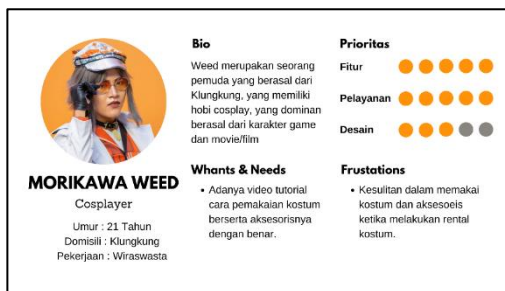 Bio
Weed merupakan seorang
pemuda yang berasal dari
Klungkung, yang memiliki
hobi cosplay, yang dominan
berasal dari karakter game
dan movie/film
Prioritas
Fitur
Pelayanan
Desain
MORIKAWA WEED
Cosplayer
Umur : 21 Tahun
Domisili : Klungkung
Pekerjaan : Wiraswasta
Whants & Needs
• Adanya video tutorial
cara pemakaian kostum
berserta aksesorisnya
dengan benar.
Frustations
• Kesulitan dalam memakai
kostum dan aksesoeis
ketika melakukan rental
kostum.